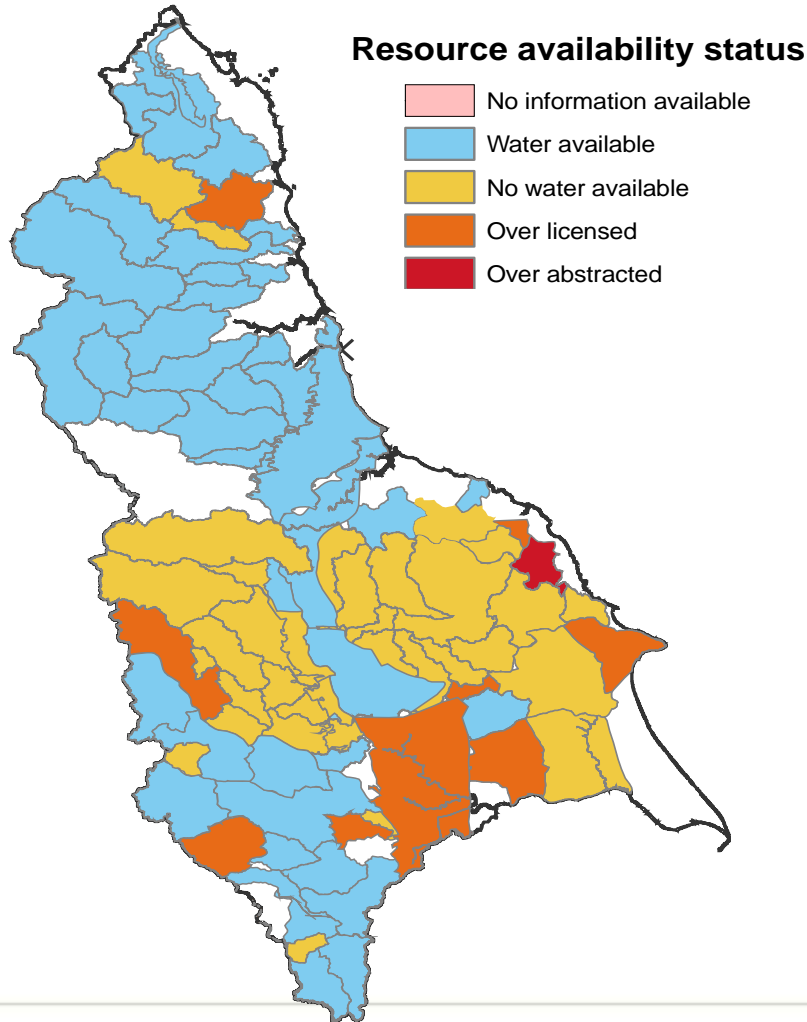 Resource availability status
No information available
Water available
No water available
Over licensed
Over abstracted